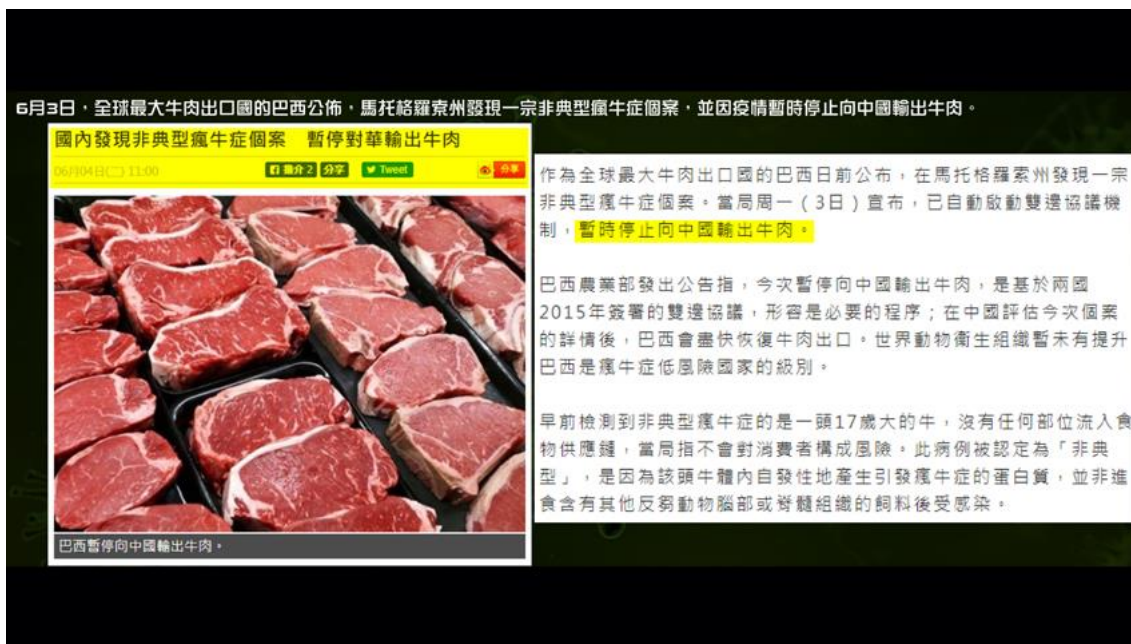 6月3日，全球最大牛肉出口國的巴西公佈，馬托格羅索州發現一宗非典型瘋牛症個案，並因疫情暫時停止向中國輸出牛肉。
國內發現非典型瘋牛症個案　暫停對華輸出牛肉
06月04日(二) 11:00
推介 2 分享 Tweet 分享
巴西暫停向中國輸出牛肉。
作為全球最大牛肉出口國的巴西日前公布，在馬托格羅索州發現一宗
非典型瘋牛症個案。當局周一（3日）宣布，已自動啟動雙邊協議機
制，暫時停止向中國輸出牛肉。
巴西農業部發出公告指，今次暫停向中國輸出牛肉，是基於兩國
2015年簽署的雙邊協議，形容是必要的程序；在中國評估今次個案
的詳情後，巴西會盡快恢復牛肉出口。世界動物衛生組織暫未有提升
巴西是瘋牛症低風險國家的級別。
早前檢測到非典型瘋牛症的是一頭17歲大的牛，沒有任何部位流入食
物供應鏈，當局指不會對消費者構成風險。此病例被認定為「非典
型」，是因為該頭牛體內自發性地產生引發瘋牛症的蛋白質，並非進
食含有其他反芻動物腦部或脊髓組織的飼料後受感染。